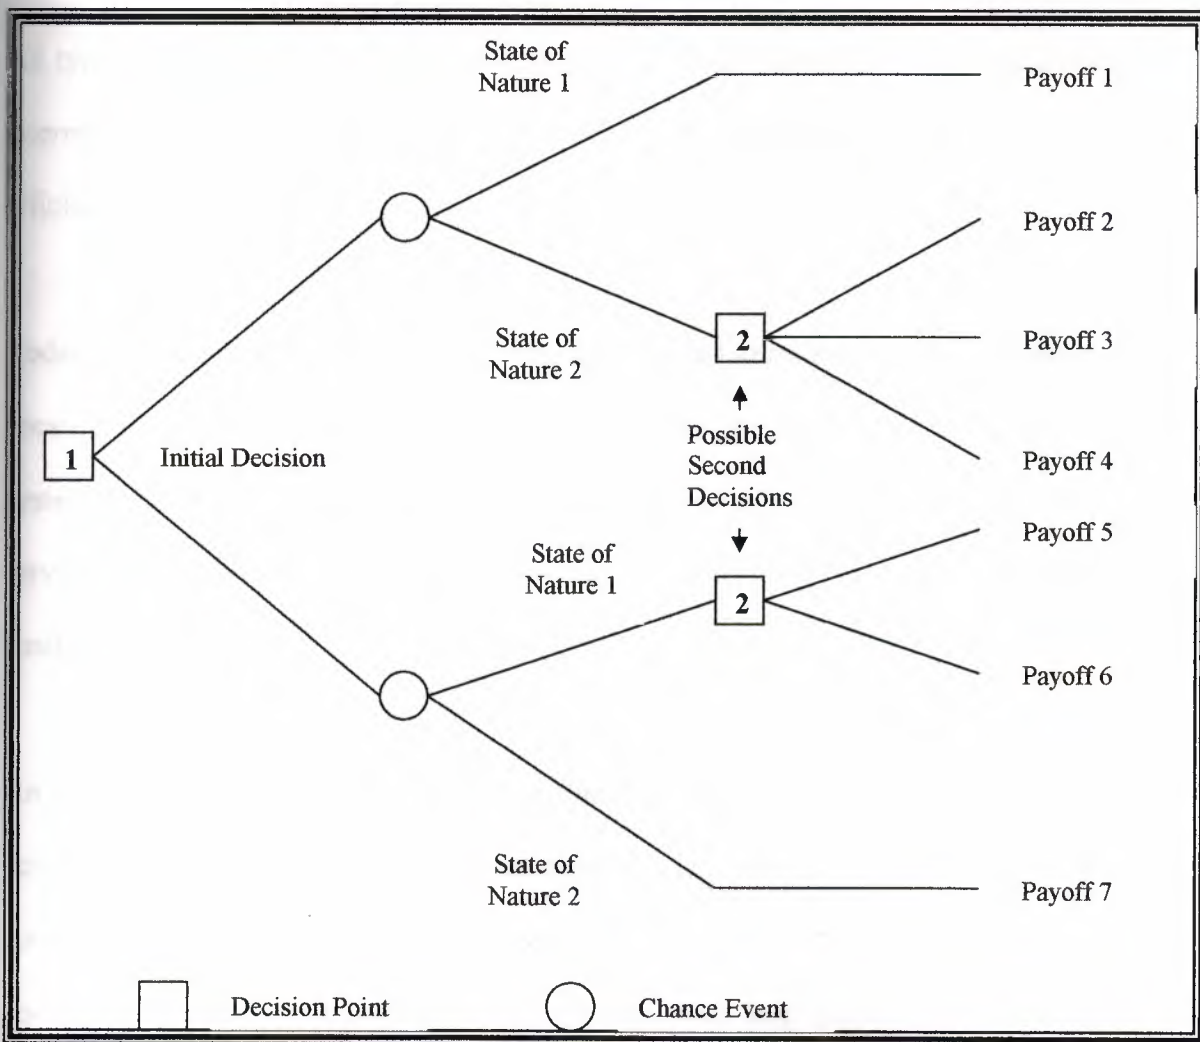 State of
Nature 1
Payoff 1
Payoff 2
State of
Nature 2
2
Payoff 3
1
Initial Decision
Possible
Second
Decisions
Payoff 4
State of
Nature 1
2
Payoff 5
Payoff 6
State of
Nature 2
Payoff 7
Decision Point
Chance Event